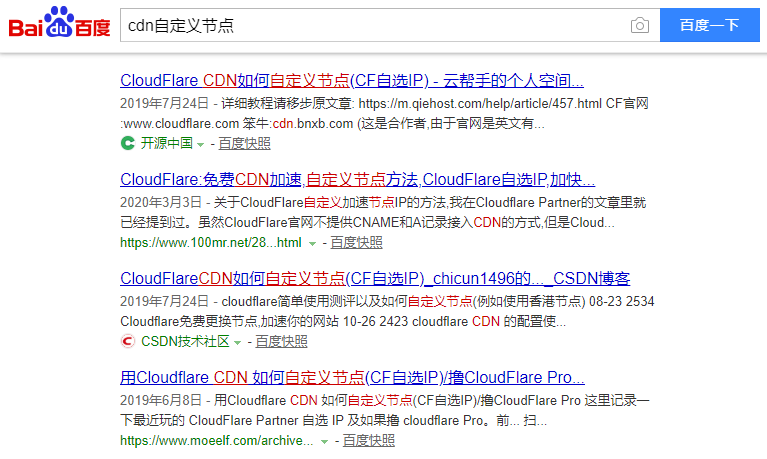 Bai du 百度 cdn自定义节点 百度一下
CloudFlare CDN如何自定义节点(CF自选IP) - 云帮手的个人空间...
2019年7月24日 - 详细教程请移步原文章: https://m.qiehost.com/help/article/457.html CF官网
:www.cloudflare.com 笨牛:cdn.bnxb.com (这是合作者,由于官网是英文有...
开源中国 - 百度快照
CloudFlare:免费CDN加速,自定义节点方法,CloudFlare自选IP,加快...
2020年3月3日 - 关于CloudFlare自定义加速节点IP的方法,我在Cloudflare Partner的文章里就
已经提到过。虽然CloudFlare官网不提供CNAME和A记录接入CDN的方式,但是Cloud...
https://www.100mr.net/28...html - 百度快照
CloudFlareCDN如何自定义节点(CF自选IP)_chicun1496的..._CSDN博客
2019年7月24日 - cloudflare简单使用测评以及如何自定义节点(例如使用香港节点) 08-23 2534
Cloudflare免费更换节点,加速你的网站 10-26 2423 cloudflare CDN 的配置使...
CSDN技术社区 - 百度快照
用Cloudflare CDN 如何自定义节点(CF自选IP)/撸CloudFlare Pro...
2019年6月8日 - 用Cloudflare CDN 如何自定义节点(CF自选IP)/撸CloudFlare Pro 这里记录一
下最近玩的 CloudFlare Partner 自选 IP 及如果撸 cloudflare Pro。前... 扫...
https://www.moeelf.com/archive... - 百度快照